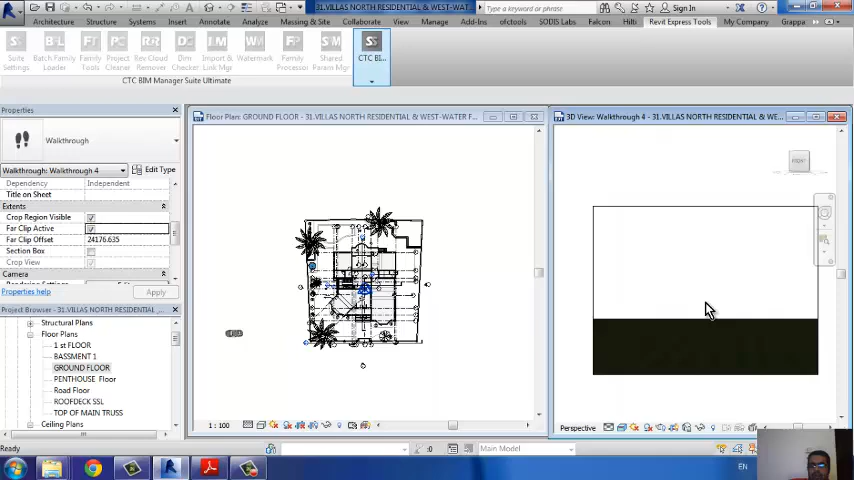 31.VILLAS NORTH RESIDENTIAL & WEST-WAT...
Type a keyword or phrase
Sign In
Architecture Structure Systems Insert Annotate Analyze Massing & Site Collaborate View Manage Add-Ins ofctools SODIS Labs Falcon Hilti Revit Express Tools My Company Grappa
Suite Settings
Batch Family Loader
Family Tools
Project Cleaner
Rev Cloud Remover
Dim Checker
Import & Link Mgr
Watermark
Family Processor
Shared Param Mgr
CTC BI...
CTC BIM Manager Suite Ultimate
Properties
Walkthrough
Walkthrough: Walkthrough 4
Edit Type
Dependency Independent
Title on Sheet
Extents
Crop Region Visible
Far Clip Active
Far Clip Offset 24176.635
Section Box
Crop View
Camera
Properties help
Apply
Project Browser - 31.VILLAS NORTH R...
Structural Plans
Floor Plans
1 st FLOOR
BASSMENT 1
GROUND FLOOR
PENTHOUSE Floor
Road Floor
ROOFDECK SSL
TOP OF MAIN TRUSS
Ceiling Plans
Floor Plan: GROUND FLOOR - 31.VILLAS NORTH RESIDENTIAL & WEST-WATER F...
1 : 100
3D View: Walkthrough 4 - 31.VILLAS NORTH RESIDENTIAL & WE...
FRONT
Perspective
Ready
:0
Main Model
EN